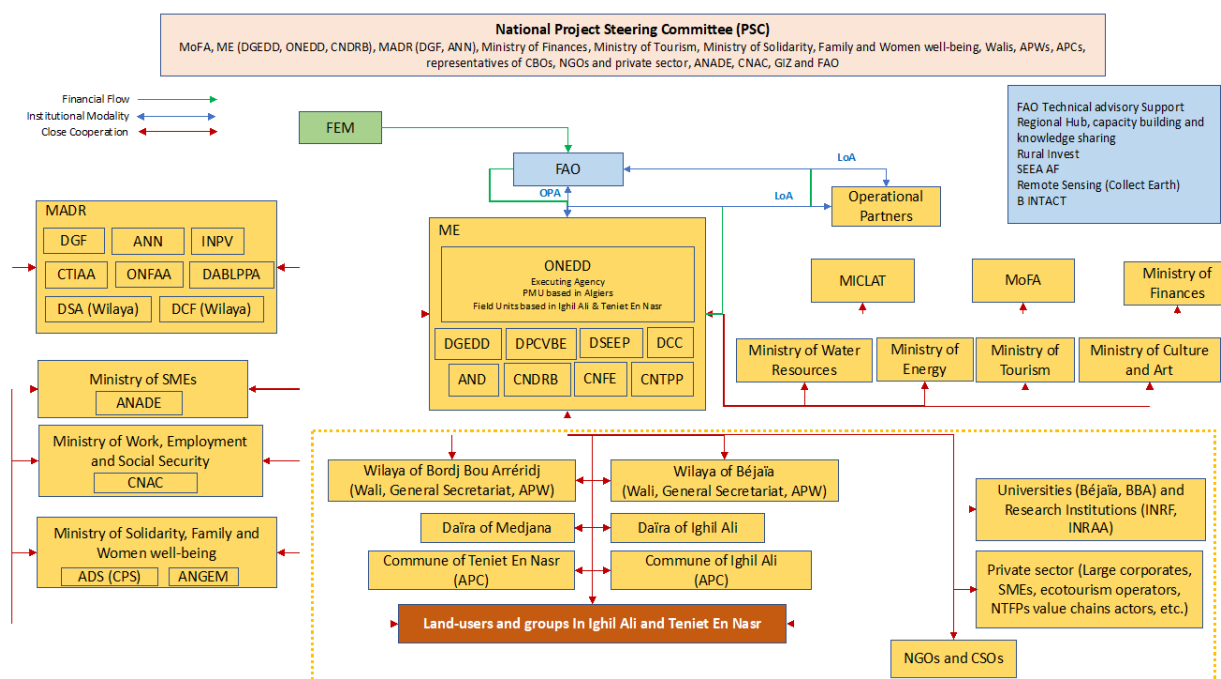 National Project Steering Committee (PSC)
MoFA, ME (DGEDD, ONEDD, CNDRB), MADR (DGF, ANN), Ministry of Finances, Ministry of Tourism, Ministry of Solidarity, Family and Women well-being, Walis, APWs, APCs,
representatives of CBOs, NGOs and private sector, ANADE, CNAC, GIZ and FAO
Financial Flow
Institutional Modality
Close Cooperation
FEM
FAO
OPA
LoA
LoA
Operational
Partners
FAO Technical advisory Support
Regional Hub, capacity building and
knowledge sharing
Rural Invest
SEEA AF
Remote Sensing (Collect Earth)
B INTACT
MADR
DGF
ANN
INPV
CTIAA
ONFAA
DABLPPA
DSA (Wilaya)
DCF (Wilaya)
ME
ONEDD
Executing Agency
PMU based in Algiers
Field Units based in Ighil Ali & Teniet En Nasr
DGEDD
DPCVBE
DSEEP
DCC
AND
CNDRB
CNFE
CNTPP
MICLAT
MoFA
Ministry of
Finances
Ministry of Water
Resources
Ministry of
Energy
Ministry of
Tourism
Ministry of Culture
and Art
Ministry of SMEs
ANADE
Ministry of Work, Employment
and Social Security
CNAC
Ministry of Solidarity, Family and
Women well-being
ADS (CPS)
ANGEM
Wilaya of Bordj Bou Arréridj
(Wali, General Secretariat, APW)
Wilaya of Béjaïa
(Wali, General Secretariat, APW)
Daïra of Medjana
Daïra of Ighil Ali
Commune of Teniet En Nasr
(APC)
Commune of Ighil Ali
(APC)
Land-users and groups In Ighil Ali and Teniet En Nasr
Universities (Béjaïa, BBA) and
Research Institutions (INRF,
INRAA)
Private sector (Large corporates,
SMEs, ecotourism operators,
NTFPs value chains actors, etc.)
NGOs and CSOs